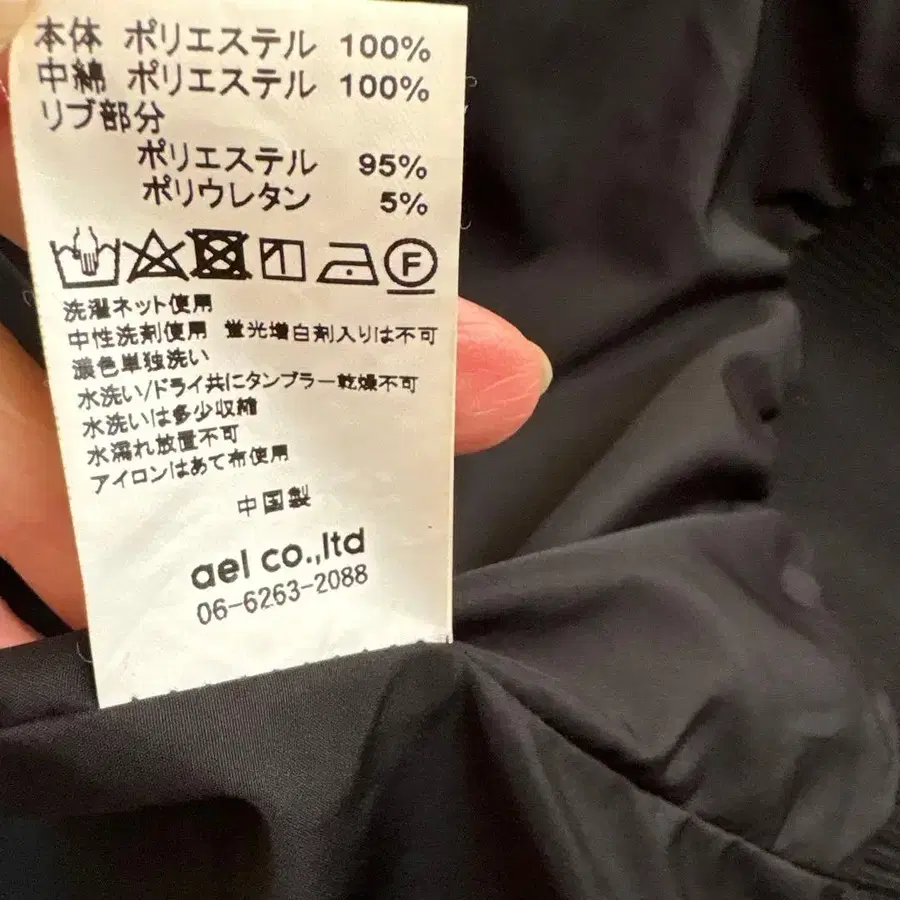 本体 ポリエステル 100%
中綿 ポリエステル 100%
リブ部分
ポリエステル 95%
ポリウレタン 5%
F
洗濯ネット使用
中性洗剤使用 蛍光増白剤入りは不可
濃色単独洗い
水洗い/ドライ共にタンブラー乾燥不可
水洗いは多少収縮
水濡れ放置不可
アイロンはあて布使用
中国製
ael co.,ltd
06-6263-2088